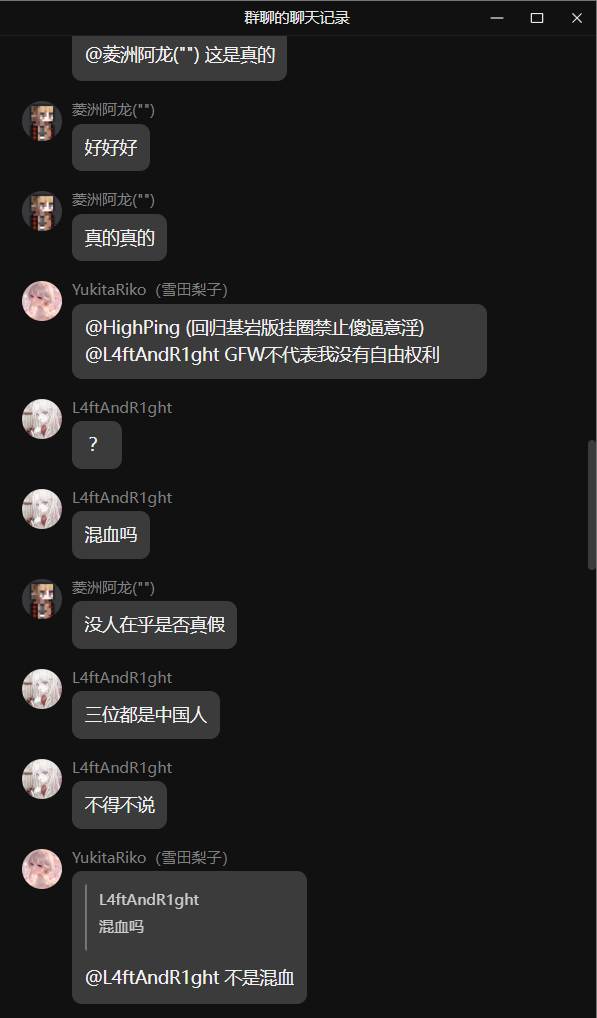 群聊的聊天记录
@菱洲阿龙("") 这是真的
菱洲阿龙("")
好好好
菱洲阿龙("")
真的真的
YukitaRiko（雪田梨子）
@HighPing (回归基岩版挂圈禁止傻逼意淫)
@L4ftAndR1ght GFW不代表我没有自由权利
L4ftAndR1ght
？
L4ftAndR1ght
混血吗
菱洲阿龙("")
没人在乎是否真假
L4ftAndR1ght
三位都是中国人
L4ftAndR1ght
不得不说
YukitaRiko（雪田梨子）
L4ftAndR1ght
混血吗
@L4ftAndR1ght 不是混血